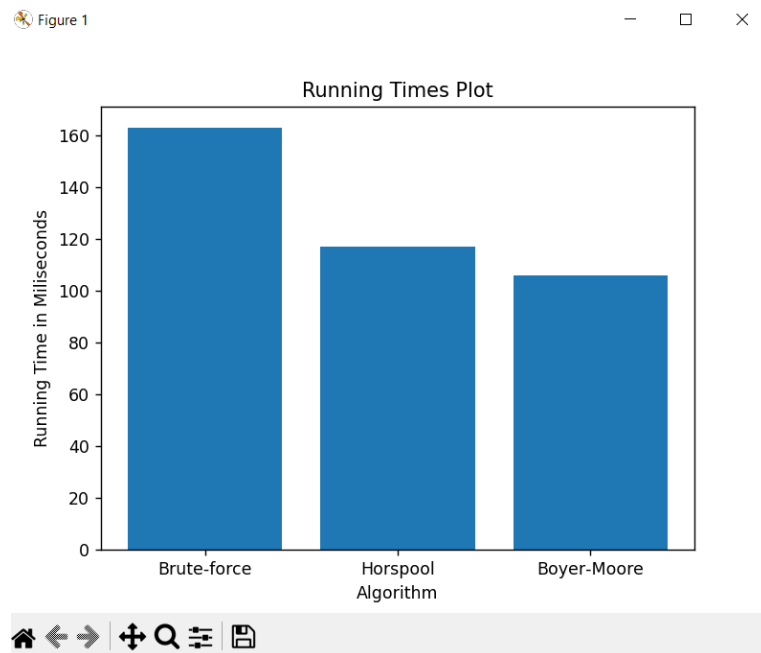 Figure 1
Running Times Plot
Running Time in Miliseconds
160
140
120
100
80
60
40
20
0
Brute-force Horspool Boyer-Moore
Algorithm